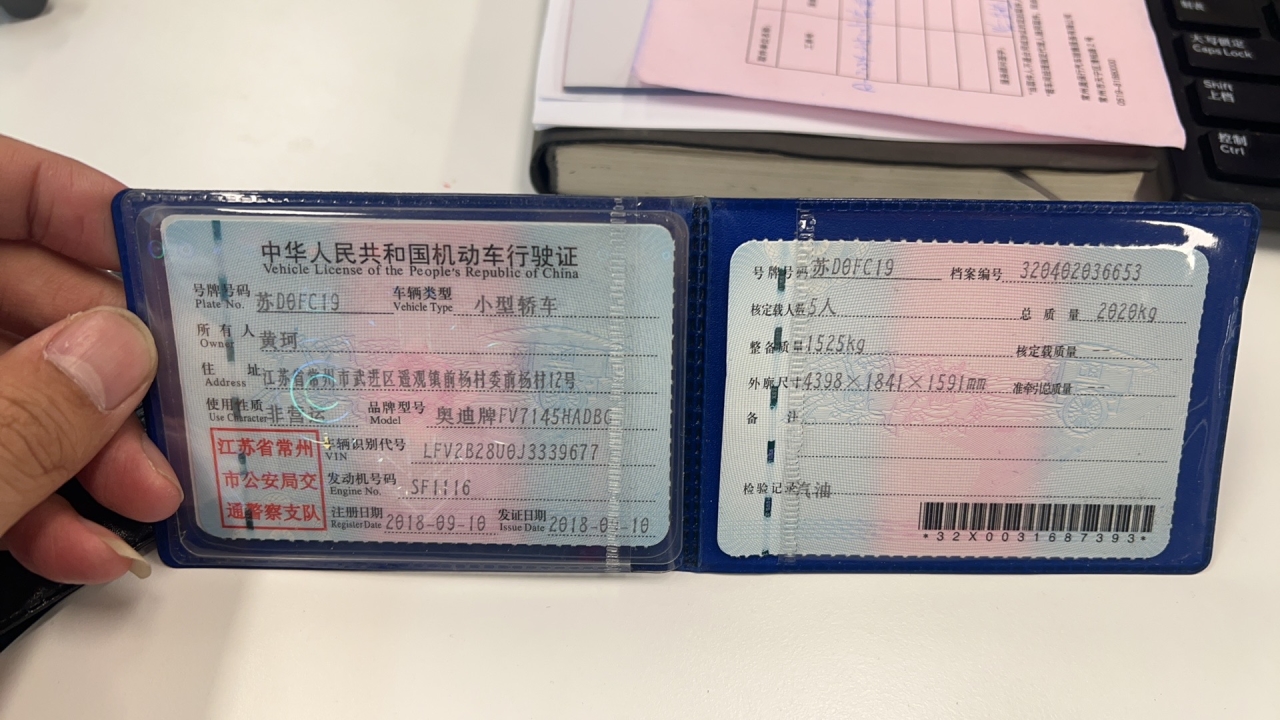 制表
大写锁定
Caps Lock
Shift
上档
控制
Ctrl
中华人民共和国机动车行驶证
Vehicle License of the People's Republic of China
号牌号码 苏D0FC19 车辆类型 小型轿车
Plate No. Vehicle Type
所有人 黄珂
Owner
住址 江苏省常州市武进区遥观镇前杨村委前杨村12号
Address
使用性质 非营运 品牌型号 奥迪牌FV7145HADBG
Use Character Model
江苏省常州
市公安局交
通警察支队
车辆识别代号 LFV2B28U0J3339677
VIN
发动机号码 SF1116
Engine No.
注册日期 2018-09-10 发证日期 2018-09-10
Register Date Issue Date
号牌号码 苏D0FC19 档案编号 320402036653
核定载人数 5人 总质量 2020kg
整备质量 1525kg 核定载质量 --
外廓尺寸 4398×1841×1591mm 准牵引总质量 --
备注
检验记录 汽油
*32X0031687393*